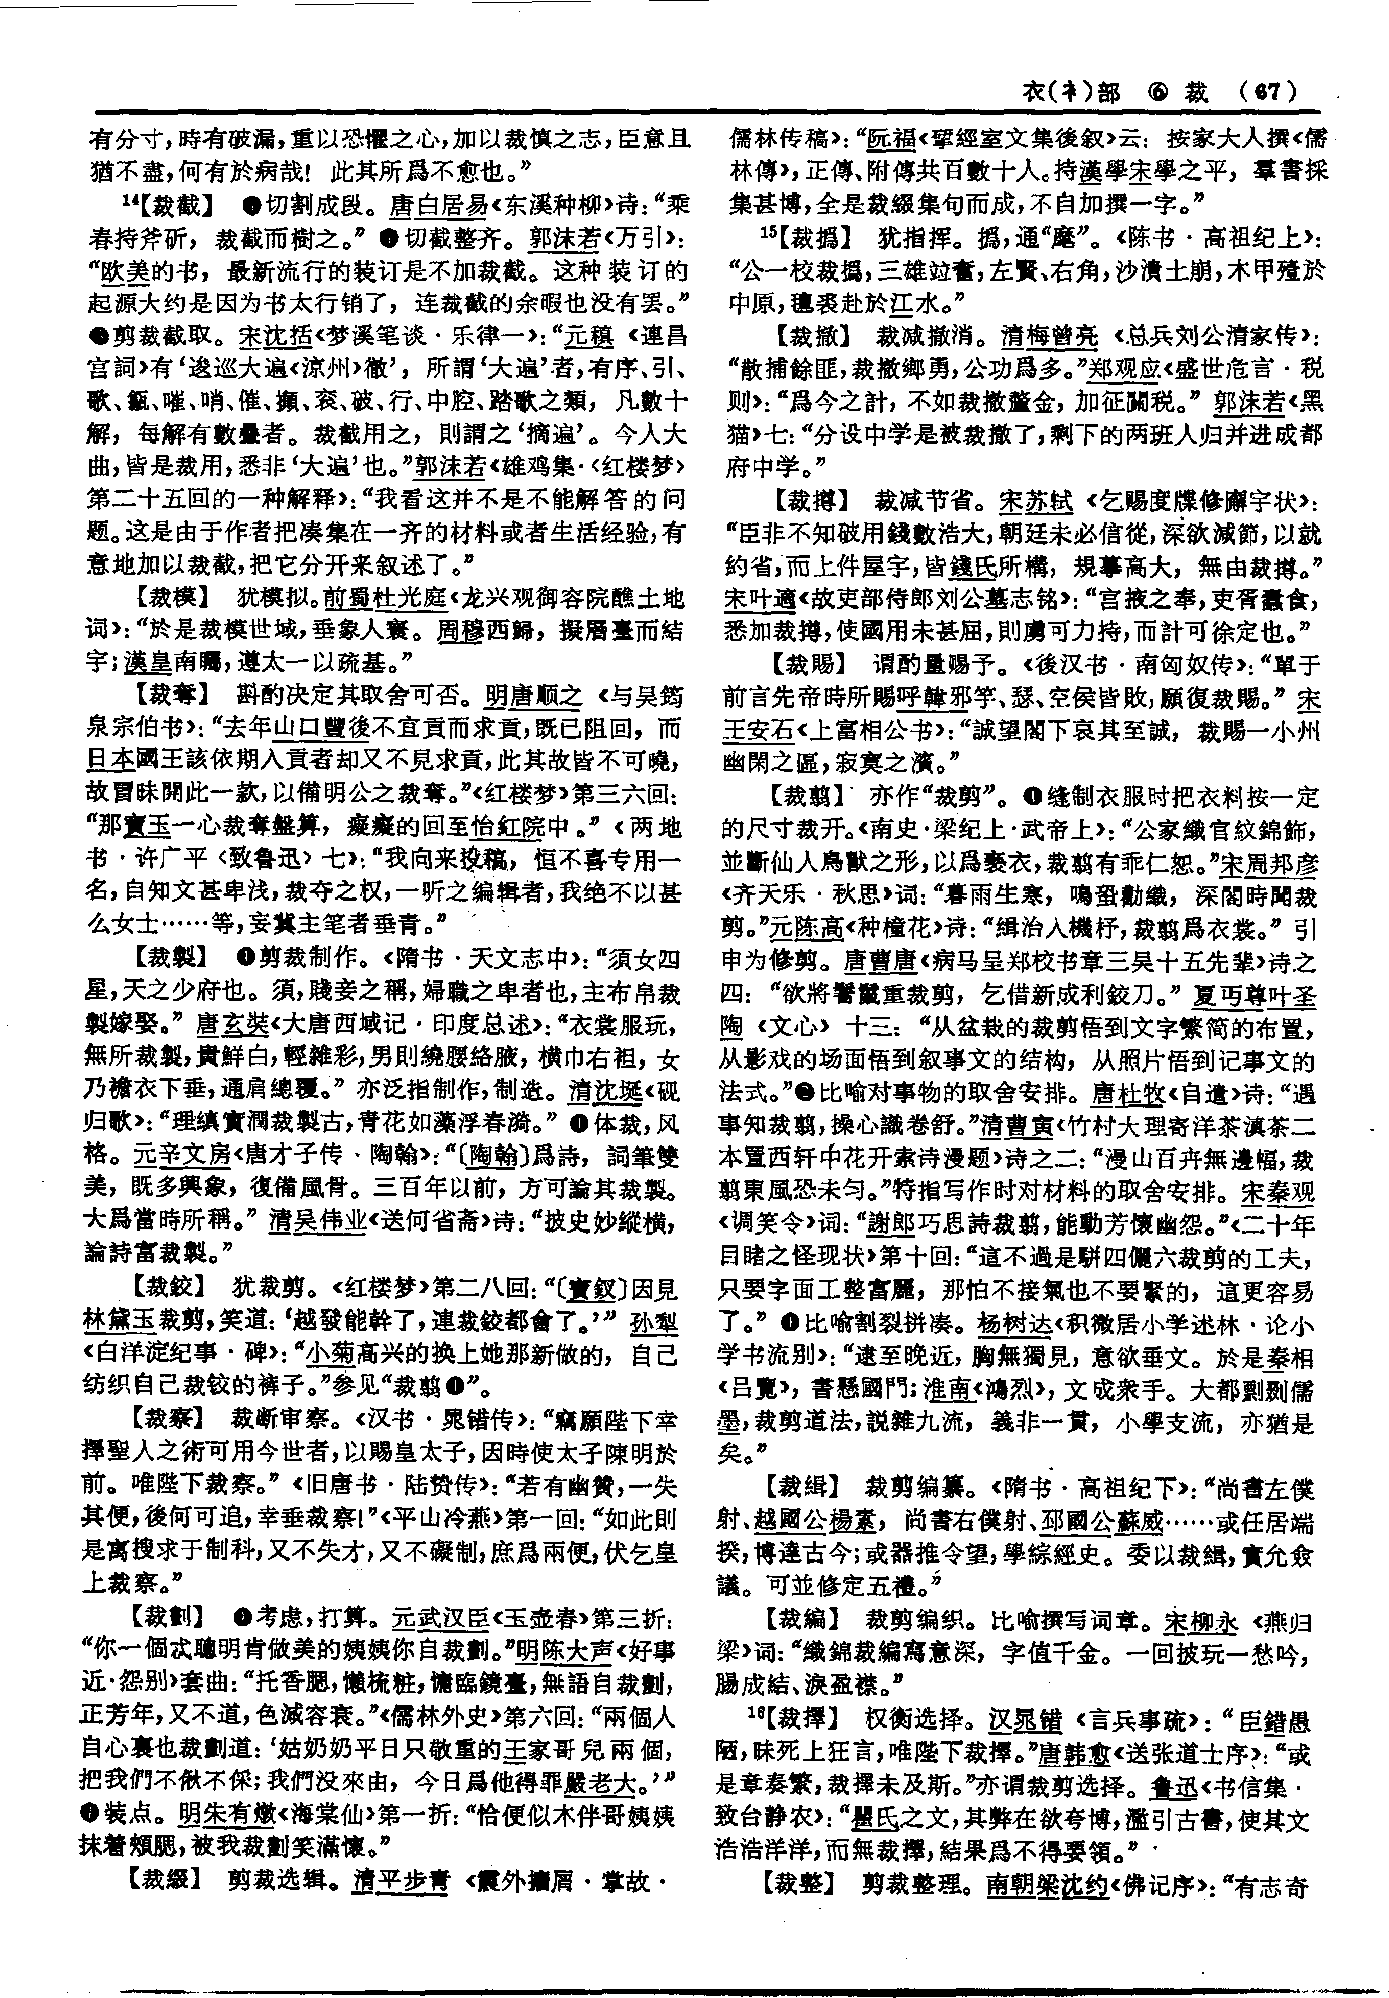 衣(衤)部 ⑥ 裁 (67)
有分寸，時有破漏，重以恐懼之心，加以裁慎之志，臣意且
猶不盡，何有於病哉！此其所爲不愈也。”
14【裁截】 ❶切割成段。唐白居易《东溪种柳》诗：“乘
春持斧斫，裁截而樹之。”❷切截整齐。郭沫若《万引》：
“欧美的书，最新流行的装订是不加裁截。这种装订的
起源大约是因为书太行销了，连裁截的余暇也没有罢。”
❸剪裁截取。宋沈括《梦溪笔谈·乐律一》：“元稹《連昌
宫詞》有‘逡巡大遍《涼州》徹’，所謂‘大遍’者，有序、引、
歌、㽀、嗺、哨、催、攧、衮、破、行、中腔、踏歌之類，凡數十
解，每解有數疊者。裁截用之，則謂之‘摘遍’。今人大
曲，皆是裁用，悉非‘大遍’也。”郭沫若《雄鸡集·〈红楼梦〉
第二十五回的一种解释》：“我看这并不是不能解答的问
题。这是由于作者把凑集在一齐的材料或者生活经验，有
意地加以裁截，把它分开来叙述了。”
【裁模】 犹模拟。前蜀杜光庭《龙兴观御容院醮土地
词》：“於是裁模世域，垂象人寰。周穆西歸，擬層臺而結
宇；漢皇南矚，遵太一以疏基。”
【裁奪】 斟酌决定其取舍可否。明唐顺之《与吴筠
泉宗伯书》：“去年山口豐後不宜貢而求貢，既已阻回，而
日本國王該依期入貢者却又不見求貢，此其故皆不可曉，
故冒昧開此一款，以備明公之裁奪。”《红楼梦》第三六回：
“那寶玉一心裁奪盤算，癡癡的回至怡紅院中。”《两地
书·许广平〈致鲁迅〉七》：“我向来投稿，恒不喜专用一
名，自知文甚卑浅，裁夺之权，一听之编辑者，我绝不以甚
么女士……等，妄冀主笔者垂青。”
【裁製】 ❶剪裁制作。《隋书·天文志中》：“須女四
星，天之少府也。須，賤妾之稱，婦職之卑者也，主布帛裁
製嫁娶。”唐玄奘《大唐西域记·印度总述》：“衣裳服玩，
無所裁製，貴鮮白，輕雜彩，男則繞腰絡腋，横巾右袒，女
乃襜衣下垂，通肩總覆。”亦泛指制作，制造。清沈埏《砚
归歌》：“理縝實潤裁製古，青花如藻浮春漪。”❷体裁，风
格。元辛文房《唐才子传·陶翰》：“〔陶翰〕爲詩，詞筆雙
美，既多興象，復備風骨。三百年以前，方可論其裁製。
大爲當時所稱。”清吴伟业《送何省斋》诗：“披史妙縱横，
論詩富裁製。”
【裁鉸】 犹裁剪。《红楼梦》第二八回：“〔寶釵〕因見
林黛玉裁剪，笑道：‘越發能幹了，連裁鉸都會了。’”孙犁
《白洋淀纪事·碑》：“小菊高兴的换上她那新做的，自己
纺织自己裁铰的裤子。”参见“裁翦❶”。
【裁察】 裁断审察。《汉书·晁错传》：“竊願陛下幸
擇聖人之術可用今世者，以賜皇太子，因時使太子陳明於
前。唯陛下裁察。”《旧唐书·陆贽传》：“若有幽贊，一失
其便，後何可追，幸垂裁察！”《平山冷燕》第一回：“如此則
是寓搜求于制科，又不失才，又不礙制，庶爲兩便，伏乞皇
上裁察。”
【裁劃】 ❶考虑，打算。元武汉臣《玉壶春》第三折：
“你一個忒聰明肯做美的姨姨你自裁劃。”明陈大声《好事
近·怨别》套曲：“托香腮，懶梳粧，慵臨鏡臺，無語自裁劃，
正芳年，又不道，色減容衰。”《儒林外史》第六回：“兩個人
自心裏也裁劃道：‘姑奶奶平日只敬重的王家哥兒兩個，
把我們不偢不倸；我們没來由，今日爲他得罪嚴老大。’”
❷装点。明朱有燉《海棠仙》第一折：“恰便似木伴哥姨姨
抹着頰腮，被我裁劃笑滿懷。”
【裁綴】 剪裁选辑。清平步青《霞外攟屑·掌故·
儒林传稿》：“阮福《揅經室文集後叙》云：按家大人撰《儒
林傳》，正傳、附傳共百數十人。持漢學宋學之平，羣書採
集甚博，全是裁綴集句而成，不自加撰一字。”
15【裁撝】 犹指挥。撝，通“麾”。《陈书·高祖纪上》：
“公一校裁撝，三雄竝奮，左賢、右角，沙潰土崩，木甲殪於
中原，氊裘赴於江水。”
【裁撤】 裁减撤消。清梅曾亮《总兵刘公清家传》：
“散捕餘匪，裁撤鄉勇，公功爲多。”郑观应《盛世危言·税
则》：“爲今之計，不如裁撤釐金，加征關税。”郭沫若《黑
猫》七：“分设中学是被裁撤了，剩下的两班人归并进成都
府中学。”
【裁撙】 裁减节省。宋苏轼《乞赐度牒修廨宇状》：
“臣非不知破用錢數浩大，朝廷未必信從，深欲減節，以就
約省，而上件屋宇，皆錢氏所構，規摹高大，無由裁撙。”
宋叶適《故吏部侍郎刘公墓志铭》：“宫掖之奉，吏胥蠹食，
悉加裁撙，使國用未甚屈，則虜可力持，而計可徐定也。”
【裁賜】 谓酌量赐予。《後汉书·南匈奴传》：“單于
前言先帝時所賜呼韓邪竽、瑟、空侯皆敗，願復裁賜。”宋
王安石《上富相公书》：“誠望閣下哀其至誠，裁賜一小州
幽閑之區，寂寞之濱。”
【裁翦】 亦作“裁剪”。❶缝制衣服时把衣料按一定
的尺寸裁开。《南史·梁纪上·武帝上》：“公家織官紋錦飾，
並斷仙人鳥獸之形，以爲褻衣，裁翦有乖仁恕。”宋周邦彦
《齐天乐·秋思》词：“暮雨生寒，鳴蛩勸織，深閣時聞裁
剪。”元陈高《种橦花》诗：“緝治入機杼，裁翦爲衣裳。”引
申为修剪。唐曹唐《病马呈郑校书章三吴十五先辈》诗之
四：“欲將鬐鬣重裁剪，乞借新成利鉸刀。”夏丏尊叶圣
陶《文心》十三：“从盆栽的裁剪悟到文字繁简的布置，
从影戏的场面悟到叙事文的结构，从照片悟到记事文的
法式。”❷比喻对事物的取舍安排。唐杜牧《自遣》诗：“遇
事知裁翦，操心識卷舒。”清曹寅《竹村大理寄洋茶滇茶二
本置西轩中花开索诗漫题》诗之二：“漫山百卉無邊幅，裁
翦東風恐未匀。”特指写作时对材料的取舍安排。宋秦观
《调笑令》词：“謝郎巧思詩裁翦，能動芳懷幽怨。”《二十年
目睹之怪现状》第十回：“這不過是駢四儷六裁剪的工夫，
只要字面工整富麗，那怕不接氣也不要緊的，這更容易
了。”❸比喻割裂拼凑。杨树达《积微居小学述林·论小
学书流别》：“逮至晚近，胸無獨見，意欲垂文。於是秦相
《吕覽》，書懸國門；淮南《鴻烈》，文成衆手。大都剽剥儒
墨，裁剪道法，説雜九流，義非一貫，小學支流，亦猶是
矣。”
【裁緝】 裁剪编纂。《隋书·高祖纪下》：“尚書左僕
射、越國公楊素，尚書右僕射、邳國公蘇威……或任居端
揆，博達古今；或器推令望，學綜經史。委以裁緝，實允僉
議。可並修定五禮。”
【裁編】 裁剪编织。比喻撰写词章。宋柳永《燕归
梁》词：“織錦裁編寫意深，字值千金。一回披玩一愁吟，
腸成結、淚盈襟。”
16【裁擇】 权衡选择。汉晁错《言兵事疏》：“臣錯愚
陋，昧死上狂言，唯陛下裁擇。”唐韩愈《送张道士序》：“或
是章奏繁，裁擇未及斯。”亦谓裁剪选择。鲁迅《书信集·
致台静农》：“瞿氏之文，其弊在欲夸博，濫引古書，使其文
浩浩洋洋，而無裁擇，結果爲不得要領。”
【裁整】 剪裁整理。南朝梁沈约《佛记序》：“有志奇